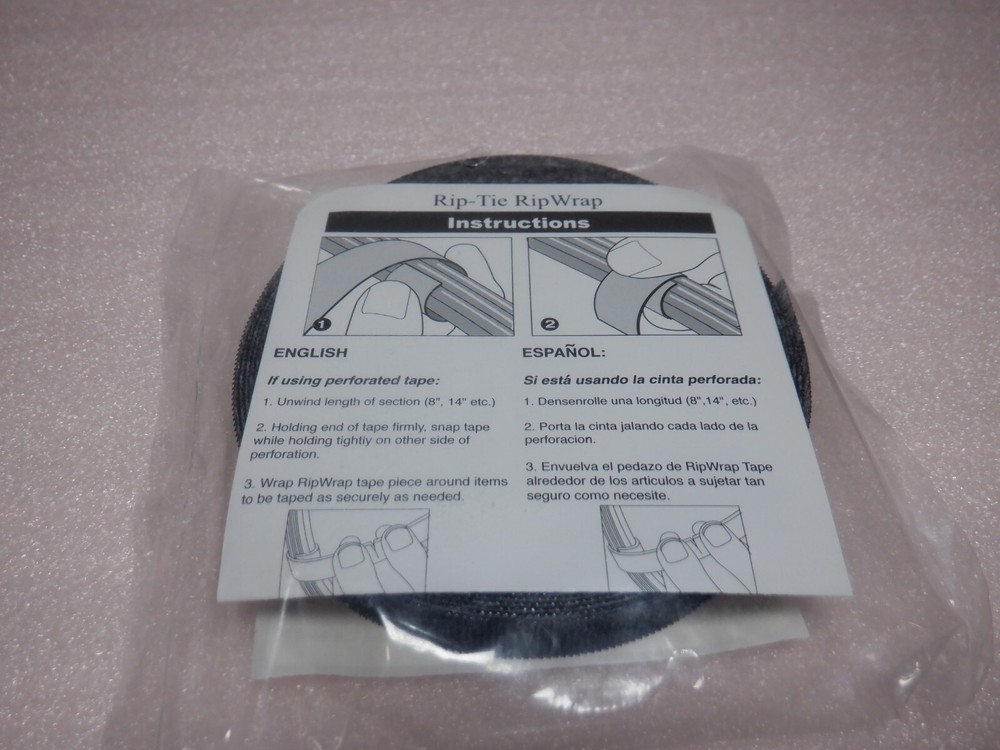 Rip-Tie RipWrap
Instructions
1
2
ENGLISH
If using perforated tape:
1. Unwind length of section (8", 14" etc.)
2. Holding end of tape firmly, snap tape
while holding tightly on other side of
perforation.
3. Wrap RipWrap tape piece around items
to be taped as securely as needed.
ESPAÑOL:
Si está usando la cinta perforada:
1. Densenrolle una longitud (8",14", etc.)
2. Porta la cinta jalando cada lado de la
perforacion.
3. Envuelva el pedazo de RipWrap Tape
alrededor de los articulos a sujetar tan
seguro como necesite.